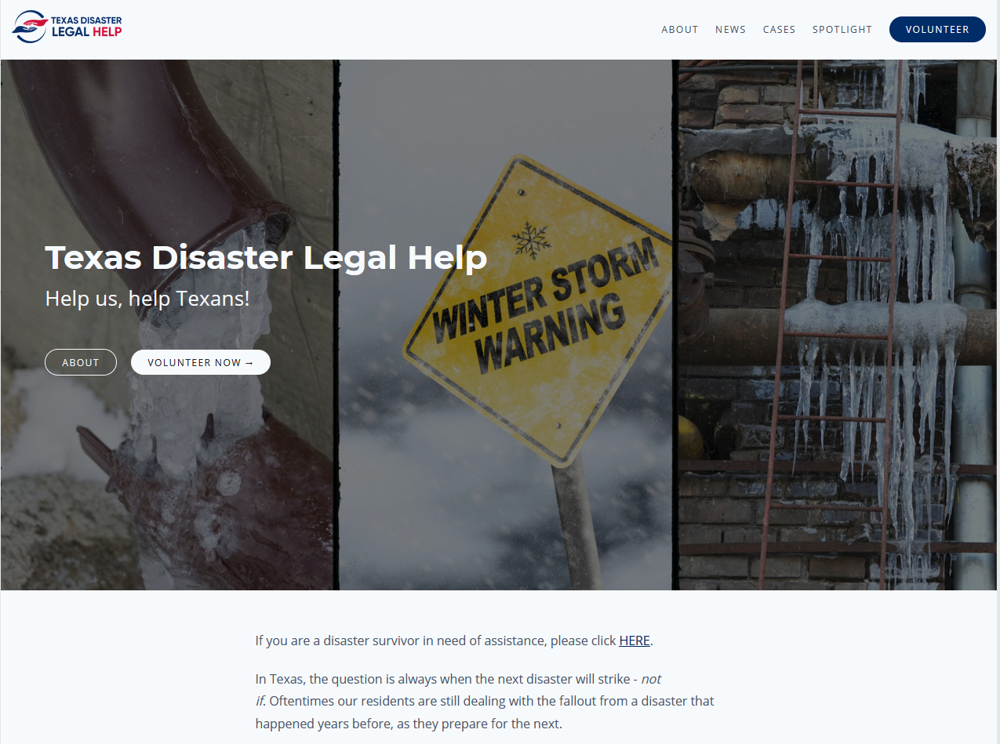 TEXAS DISASTER
LEGAL HELP
ABOUT
NEWS
CASES
SPOTLIGHT
VOLUNTEER
Texas Disaster Legal Help
Help us, help Texans!
ABOUT
VOLUNTEER NOW →
WINTER STORM
WARNING
If you are a disaster survivor in need of assistance, please click HERE.
In Texas, the question is always when the next disaster will strike - not
if. Oftentimes our residents are still dealing with the fallout from a disaster that
happened years before, as they prepare for the next.